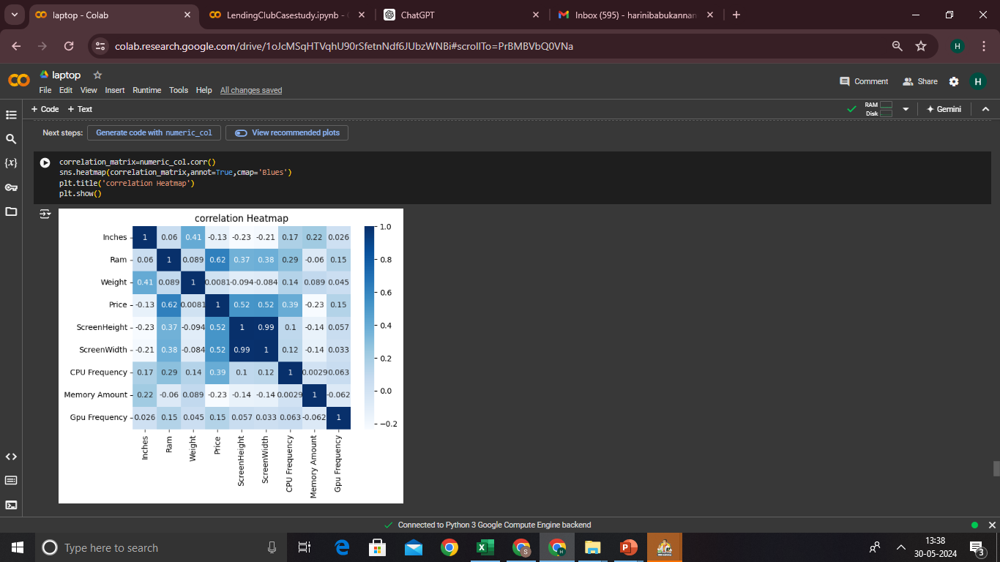 laptop - Colab
LendingClubCasestudy.ipynb -
ChatGPT
Inbox (595) - harinibabukannan
colab.research.google.com/drive/1oJcMSqHTVqhU90rSfetnNdf6JUbzWNBi#scrollTo=PrBMBVbQ0VNa
H
laptop
Comment
Share
H
File Edit View Insert Runtime Tools Help All changes saved
+ Code + Text
RAM
Disk
Gemini
Next steps: Generate code with numeric_col View recommended plots
correlation_matrix=numeric_col.corr()
sns.heatmap(correlation_matrix,annot=True,cmap='Blues')
plt.title('correlation Heatmap')
plt.show()
correlation Heatmap
Inches 1 0.06 0.41 -0.13 -0.23 -0.21 0.17 0.22 0.026
Ram 0.06 1 0.089 0.62 0.37 0.38 0.29 -0.06 0.15
Weight 0.41 0.089 1 0.0081 -0.094 -0.084 0.14 0.089 0.045
Price -0.13 0.62 0.0081 1 0.52 0.52 0.39 -0.23 0.15
ScreenHeight -0.23 0.37 -0.094 0.52 1 0.99 0.1 -0.14 0.057
ScreenWidth -0.21 0.38 -0.084 0.52 0.99 1 0.12 -0.14 0.033
CPU Frequency 0.17 0.29 0.14 0.39 0.1 0.12 1 0.0029 0.063
Memory Amount 0.22 -0.06 0.089 -0.23 -0.14 -0.14 0.0029 1 -0.062
Gpu Frequency 0.026 0.15 0.045 0.15 0.057 0.033 0.063 -0.062 1
Inches
Ram
Weight
Price
ScreenHeight
ScreenWidth
CPU Frequency
Memory Amount
Gpu Frequency
1.0
0.8
0.6
0.4
0.2
0.0
−0.2
Connected to Python 3 Google Compute Engine backend
Type here to search
S
H
13:38
30-05-2024
3